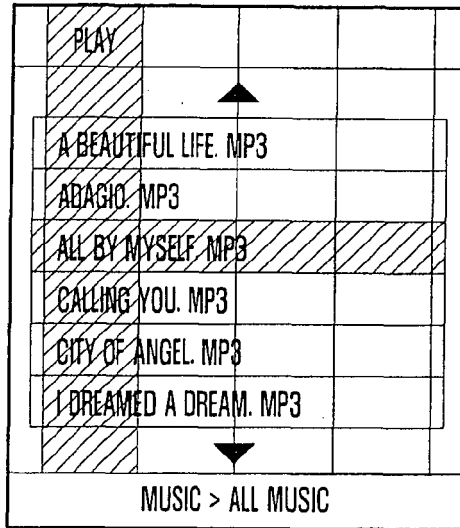 PLAY
A BEAUTIFUL LIFE. MP3
ADAGIO. MP3
ALL BY MYSELF. MP3
CALLING YOU. MP3
CITY OF ANGEL. MP3
I DREAMED A DREAM. MP3
MUSIC > ALL MUSIC